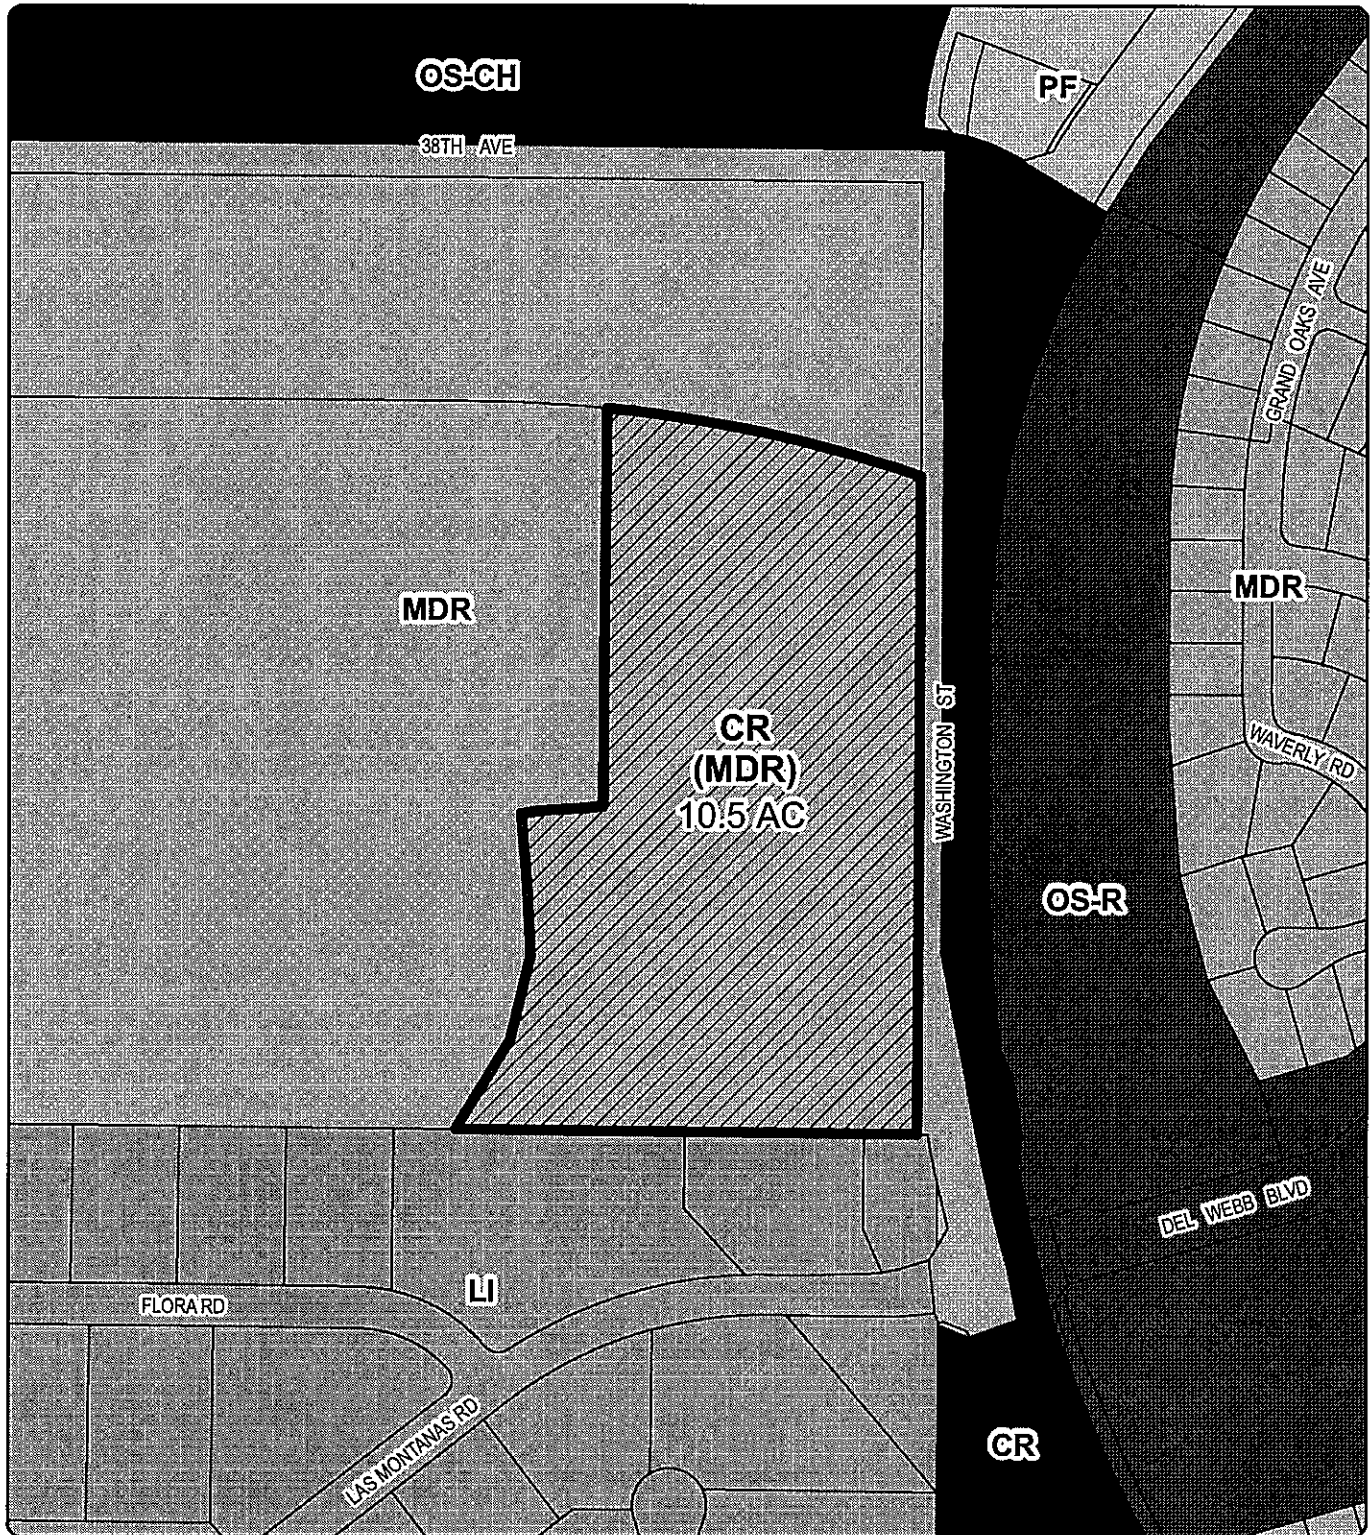 OS-CH
PF
38TH AVE
GRAND OAKS AVE
MDR
MDR
CR
(MDR)
10.5 AC
WASHINGTON ST
WAVERLY RD
OS-R
DEL WEBB BLVD
LI
FLORA RD
LAS MONTANAS RD
CR